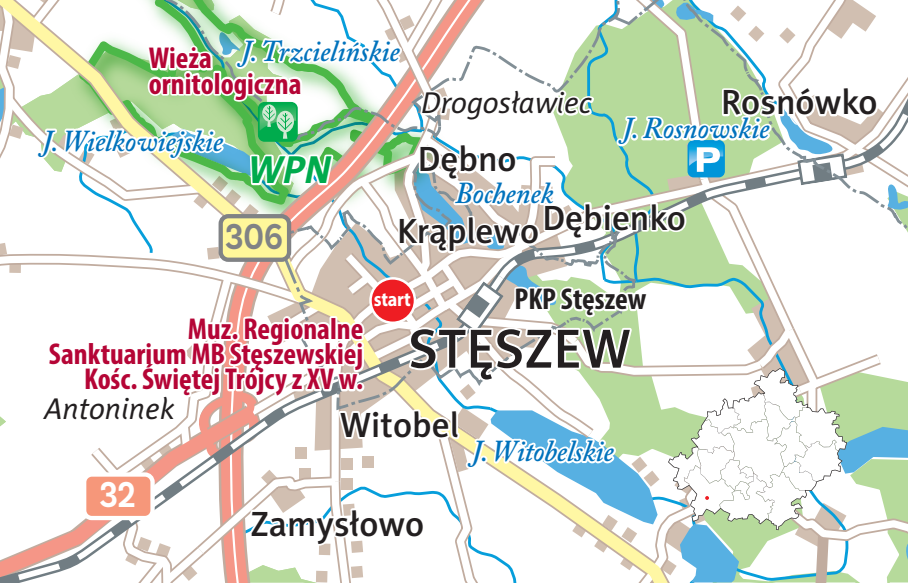 Wieża
ornitologiczna
J. Trzcielińskie
Drogosławiec
Rosnówko
J. Rosnowskie
P
J. Wielkowiejskie
WPN
Dębno
Bochenek
Krąplewo
Dębienko
306
start
PKP Stęszew
Muz. Regionalne
Sanktuarium MB Stęszewskiej
Kośc. Świętej Trójcy z XV w.
STĘSZEW
Antoninek
Witobel
J. Witobelskie
32
Zamysłowo